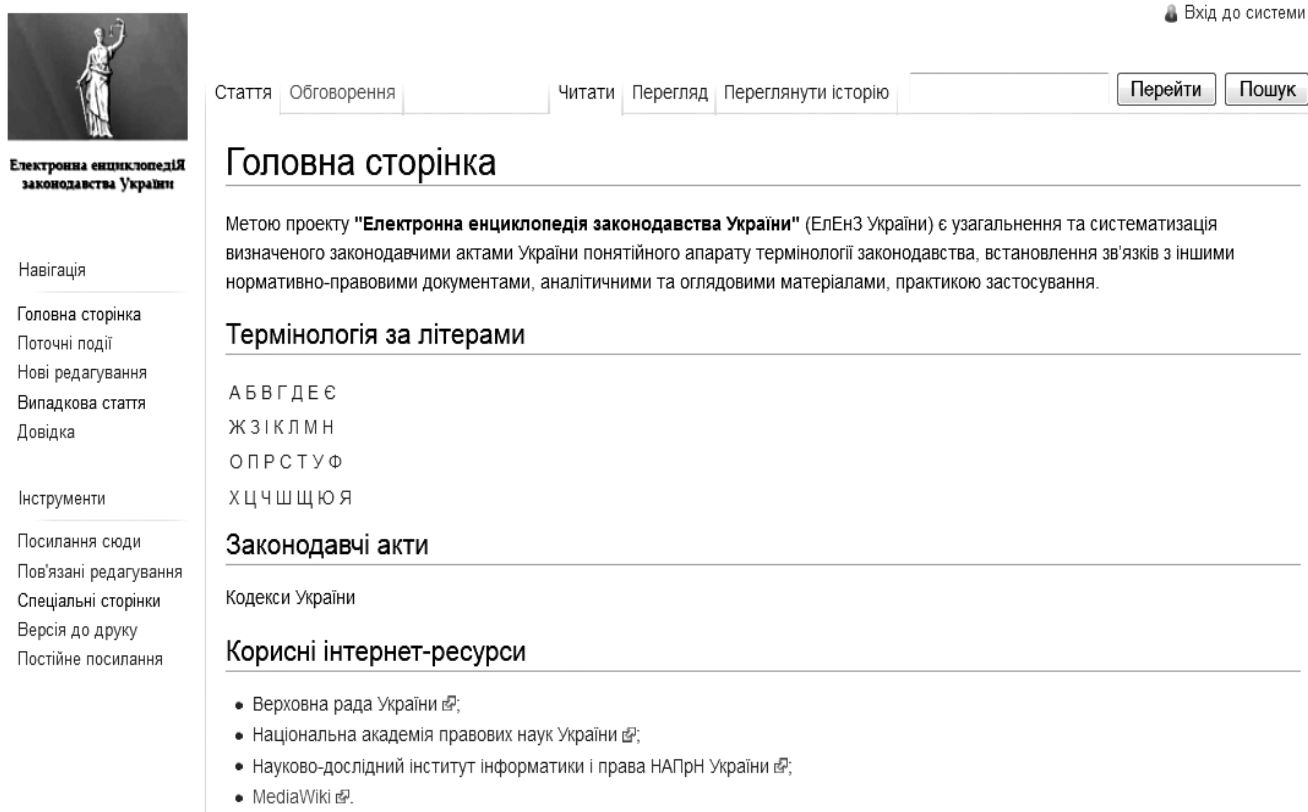 Вхід до системи
Стаття Обговорення Читати Перегляд Переглянути історію Перейти Пошук
Електронна енциклопедіЯ
законодавства України
Головна сторінка
Метою проекту "Електронна енциклопедія законодавства України" (ЕлЕнЗ України) є узагальнення та систематизація
визначеного законодавчими актами України понятійного апарату термінології законодавства, встановлення зв'язків з іншими
нормативно-правовими документами, аналітичними та оглядовими матеріалами, практикою застосування.
Навігація
Головна сторінка
Поточні події
Нові редагування
Випадкова стаття
Довідка
Інструменти
Посилання сюди
Пов'язані редагування
Спеціальні сторінки
Версія до друку
Постійне посилання
Термінологія за літерами
А Б В Г Д Е Є
Ж З І К Л М Н
О П Р С Т У Ф
Х Ц Ч Ш Щ Ю Я
Законодавчі акти
Кодекси України
Корисні інтернет-ресурси
• Верховна рада України;
• Національна академія правових наук України;
• Науково-дослідний інститут інформатики і права НАПрН України;
• MediaWiki.